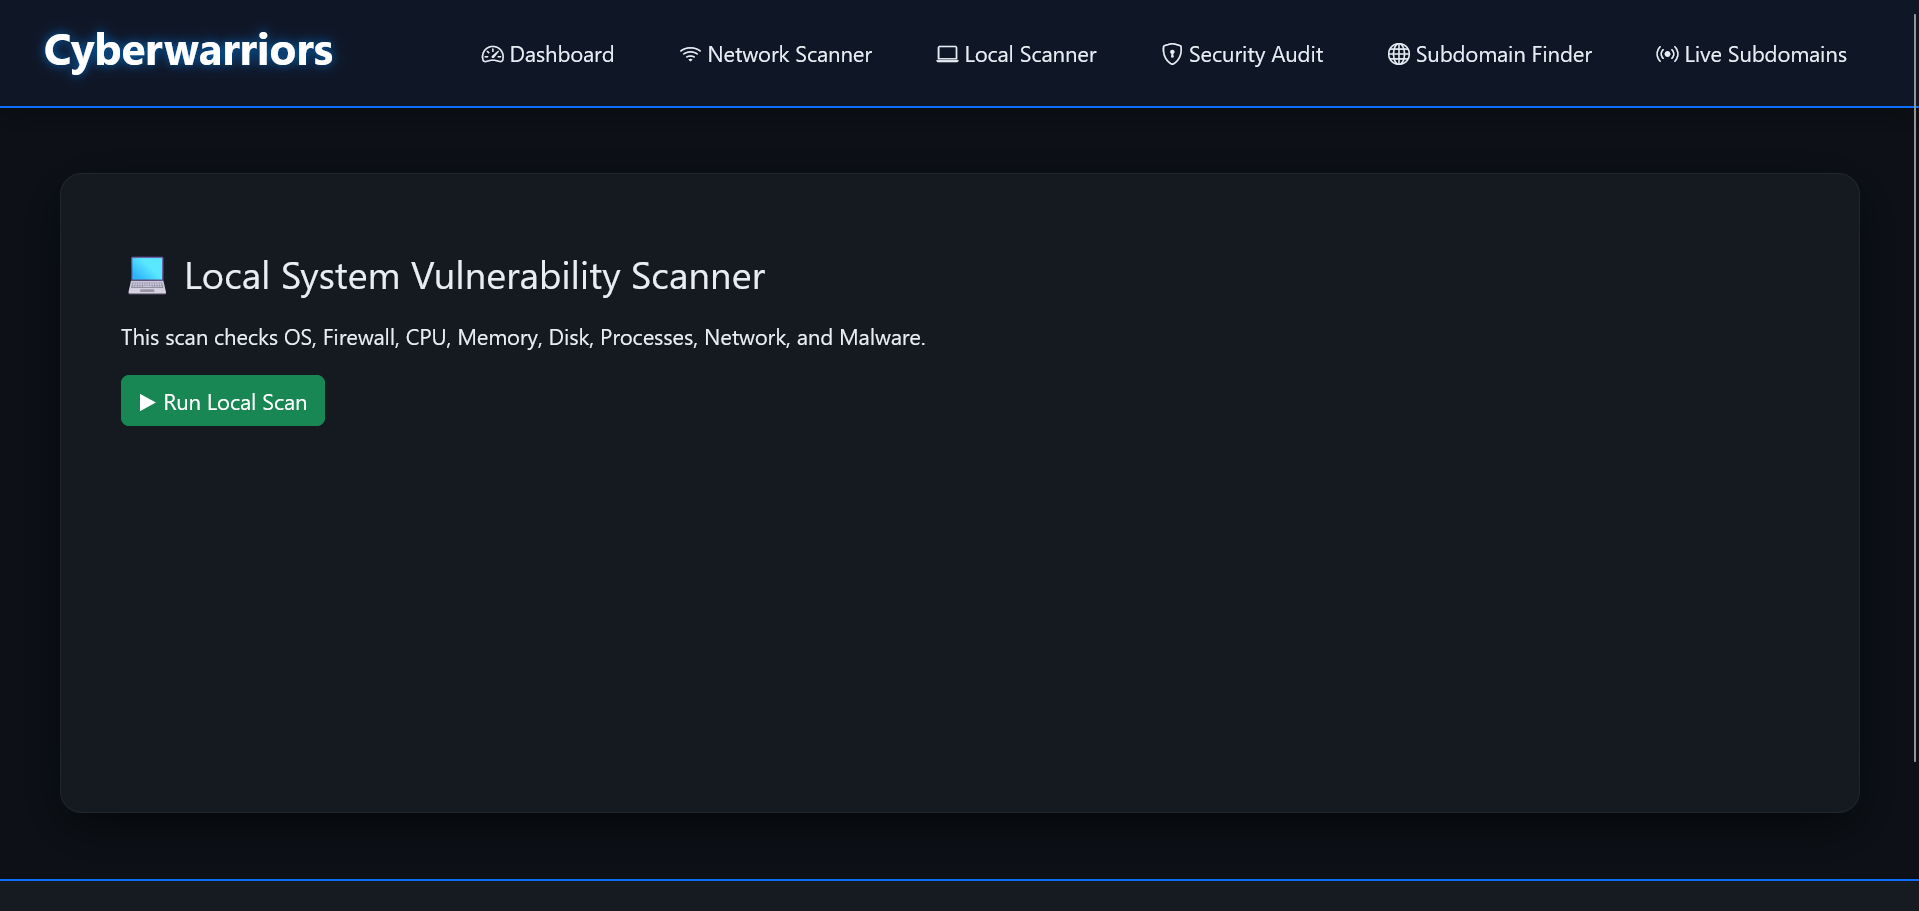 Cyberwarriors
Dashboard
Network Scanner
Local Scanner
Security Audit
Subdomain Finder
Live Subdomains
Local System Vulnerability Scanner
This scan checks OS, Firewall, CPU, Memory, Disk, Processes, Network, and Malware.
Run Local Scan